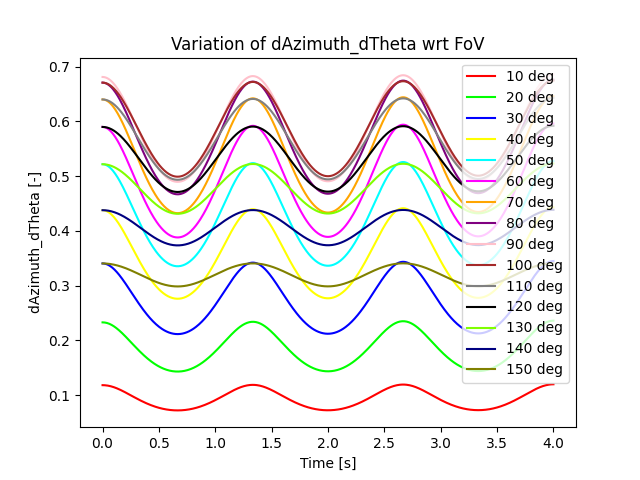 Variation of dAzimuth_dTheta wrt FoV
dAzimuth_dTheta [-]
0.7
0.6
0.5
0.4
0.3
0.2
0.1
10 deg
20 deg
30 deg
40 deg
50 deg
60 deg
70 deg
80 deg
90 deg
100 deg
110 deg
120 deg
130 deg
140 deg
150 deg
0.0 0.5 1.0 1.5 2.0 2.5 3.0 3.5 4.0
Time [s]